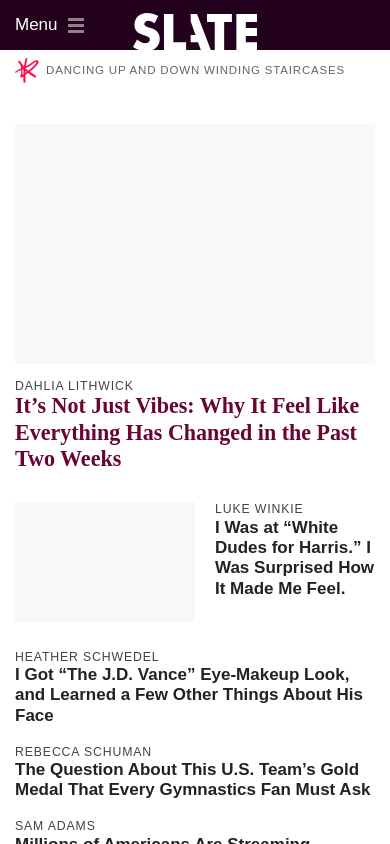 Menu
SLATE
DANCING UP AND DOWN WINDING STAIRCASES
DAHLIA LITHWICK
It’s Not Just Vibes: Why It Feel Like
Everything Has Changed in the Past
Two Weeks
LUKE WINKIE
I Was at “White
Dudes for Harris.” I
Was Surprised How
It Made Me Feel.
HEATHER SCHWEDEL
I Got “The J.D. Vance” Eye-Makeup Look,
and Learned a Few Other Things About His
Face
REBECCA SCHUMAN
The Question About This U.S. Team’s Gold
Medal That Every Gymnastics Fan Must Ask
SAM ADAMS
Millions of Americans Are Streaming